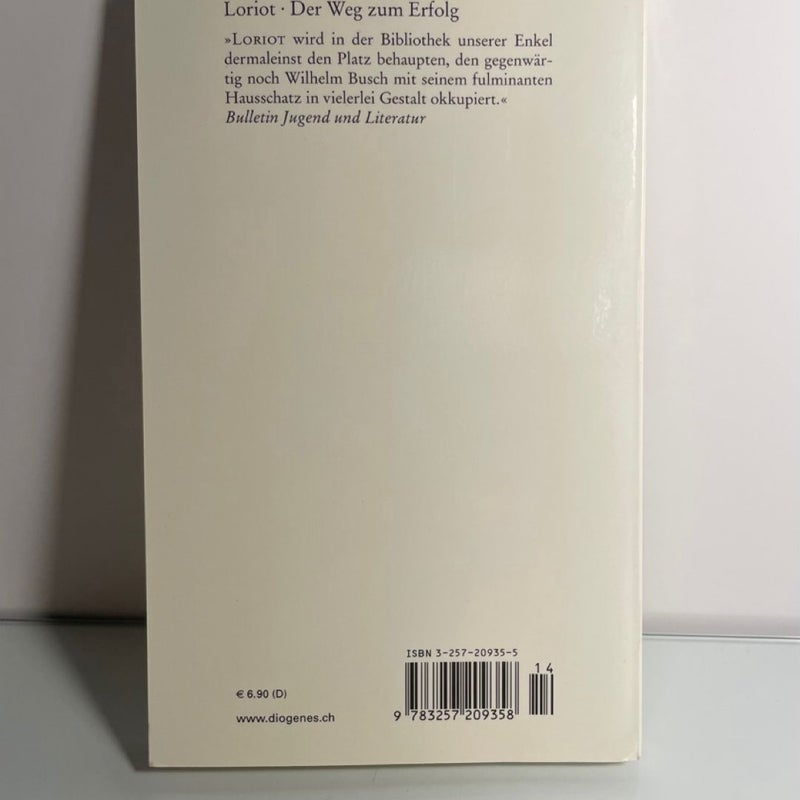 Loriot · Der Weg zum Erfolg
»LORIOT wird in der Bibliothek unserer Enkel
dermaleinst den Platz behaupten, den gegenwär-
tig noch Wilhelm Busch mit seinem fulminanten
Hausschatz in vielerlei Gestalt okkupiert.«
Bulletin Jugend und Literatur
ISBN 3-257-20935-5
14
€ 6.90 (D)
www.diogenes.ch
9 783257 209358